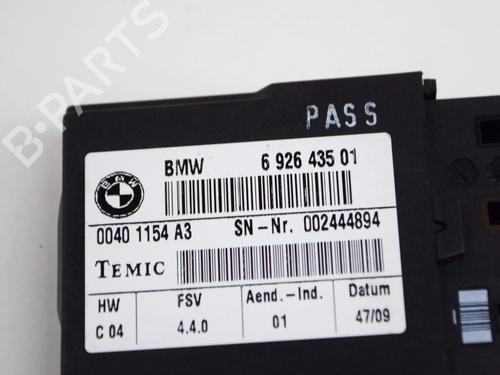 B-PARTS
PASS
BMW
BMW 6 926 435 01
0040 1154 A3 SN-Nr. 002444894
TEMIC
HW FSV Aend.-Ind. Datum
C 04 4.4.0 01 47/09